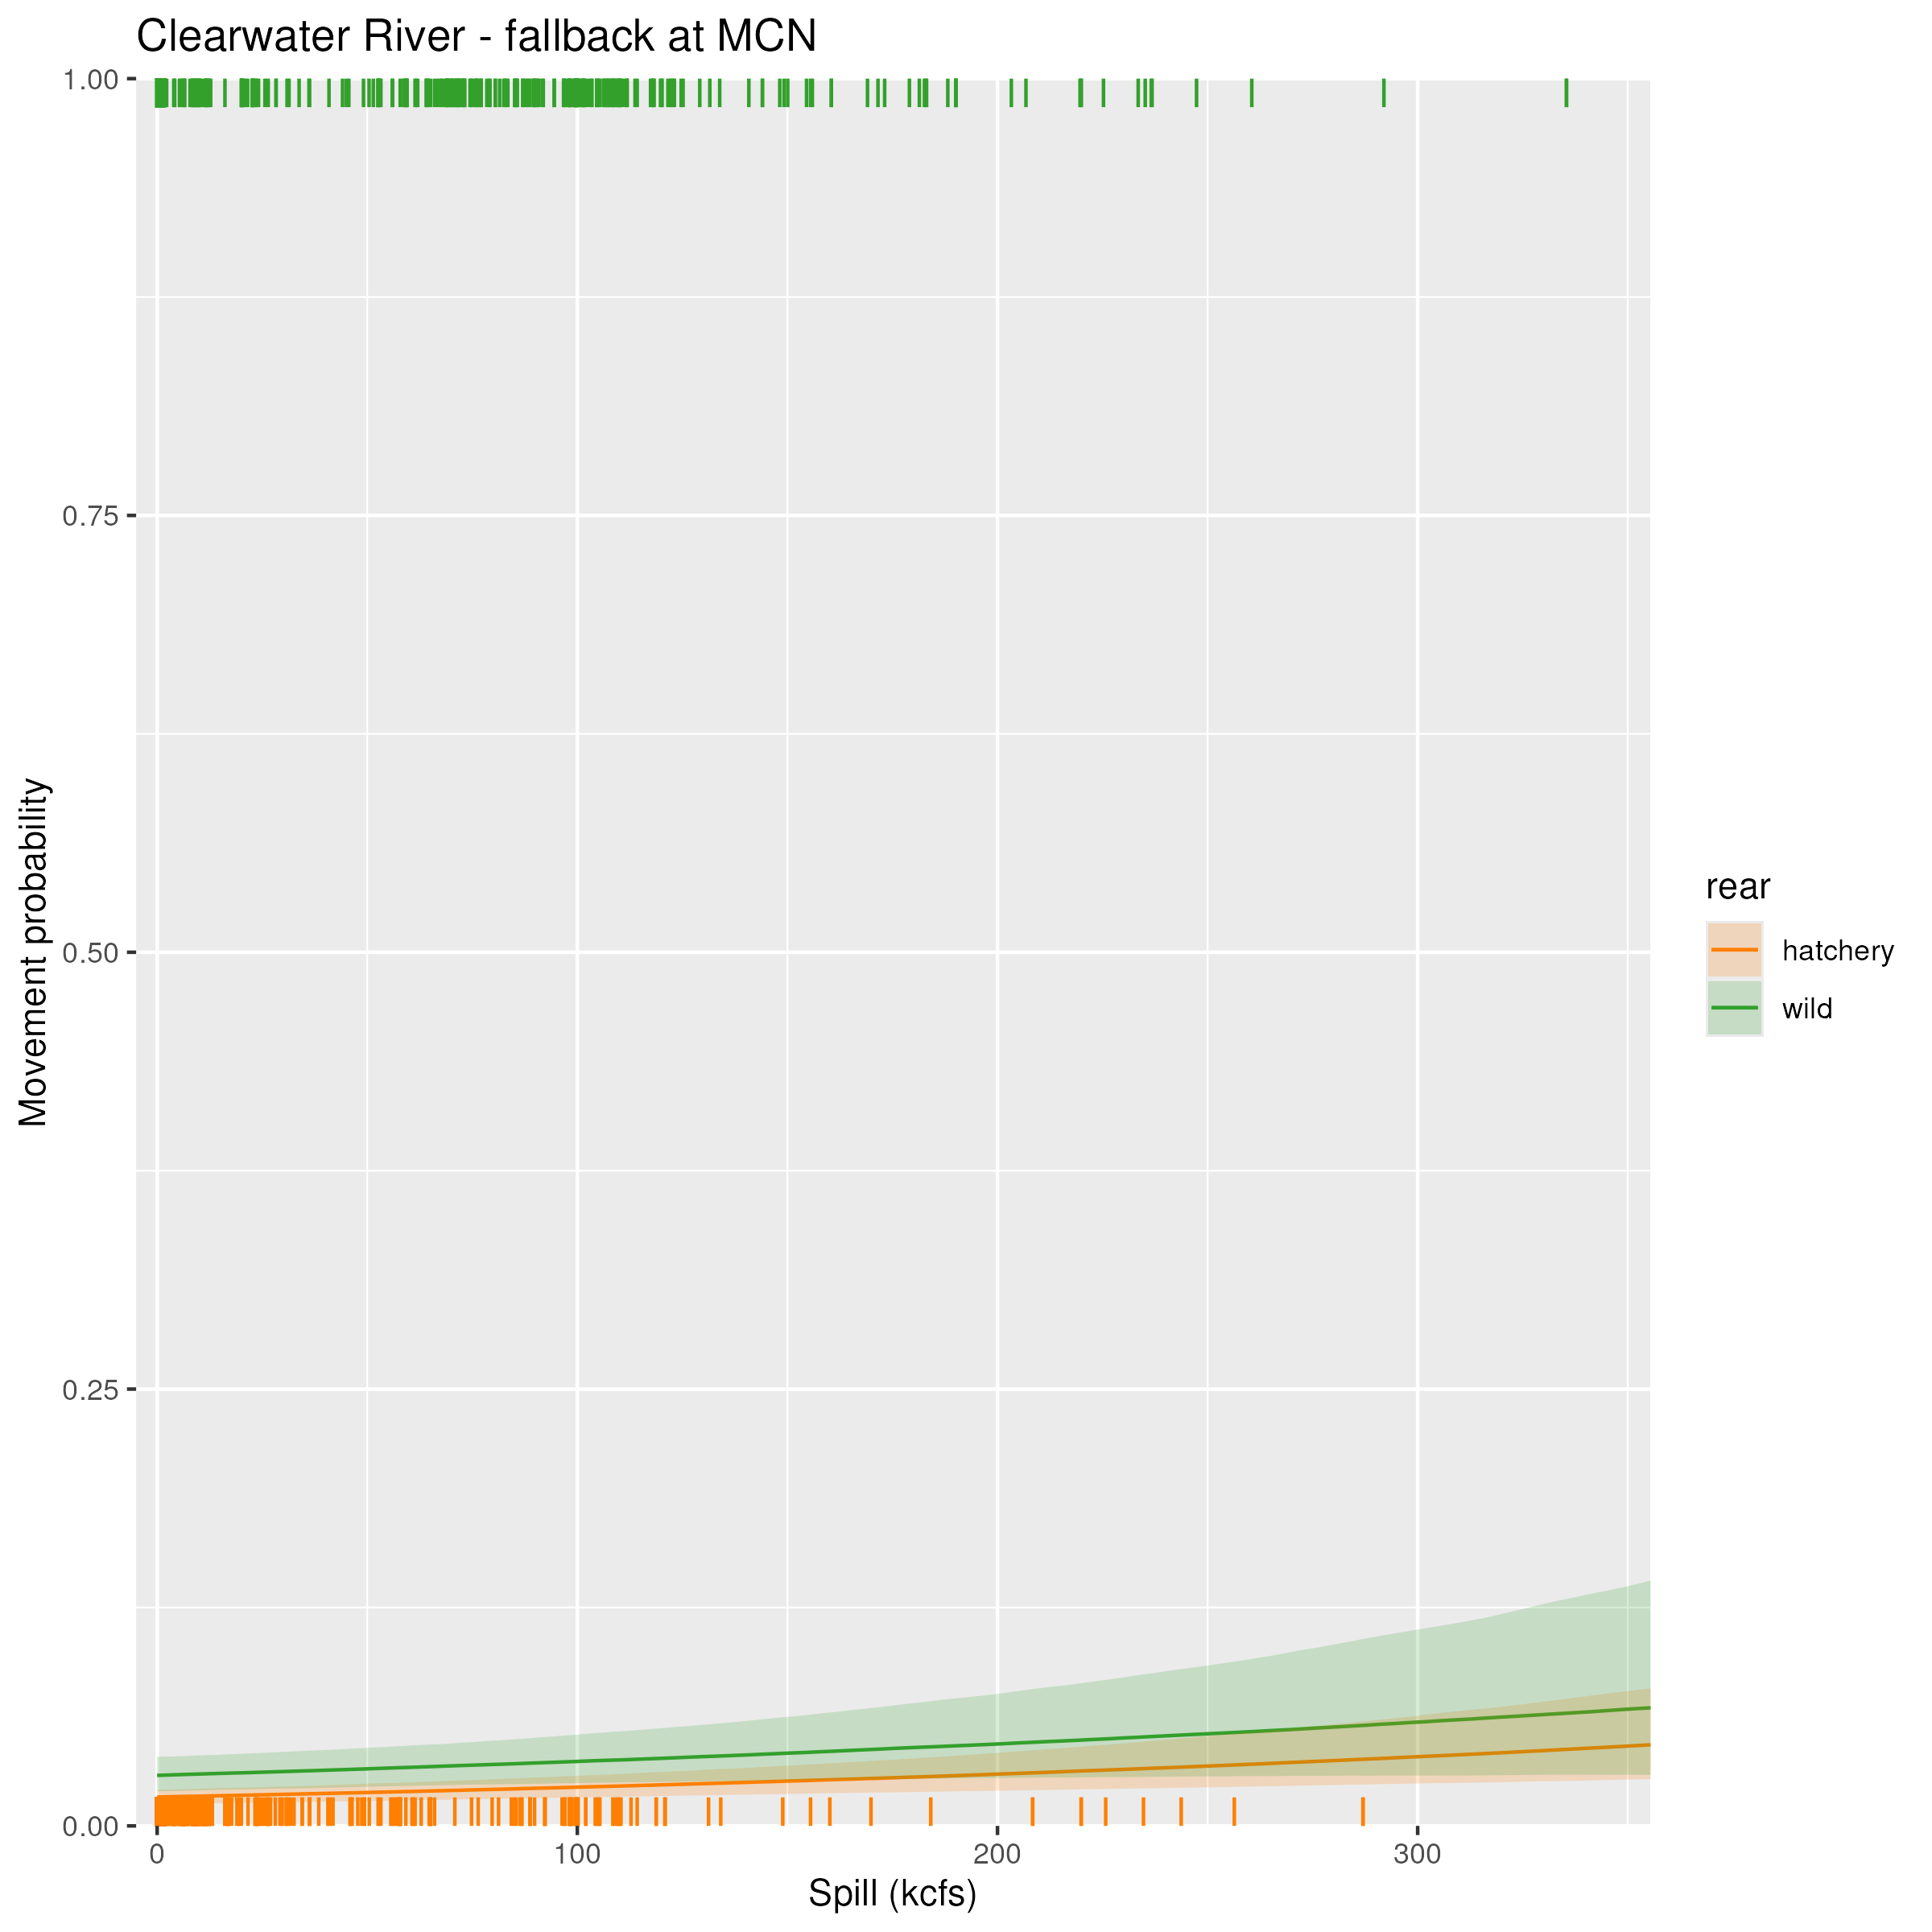 Clearwater River - fallback at MCN
1.00
0.75
0.50
0.25
0.00
Movement probability
0
100
200
300
Spill (kcfs)
rear
hatchery
wild